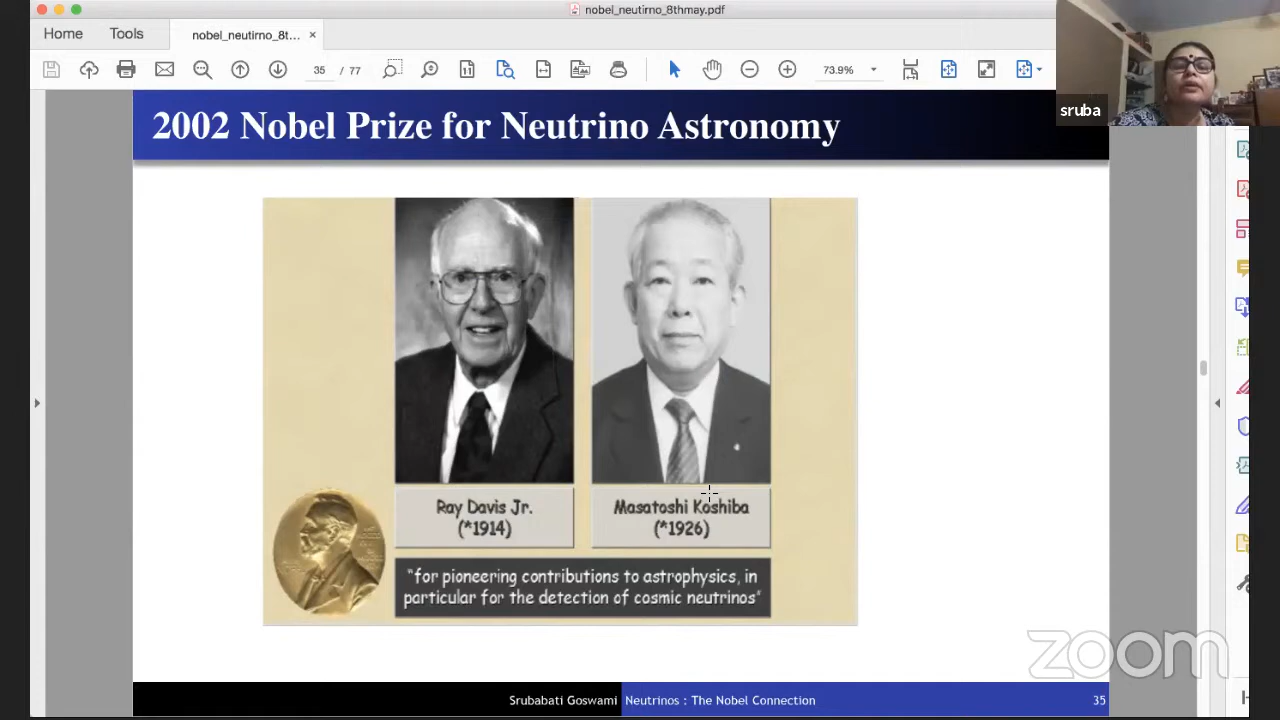 nobel_neutirno_8thmay.pdf
Home Tools nobel_neutirno_8t... ×
35 / 77 73.9%
sruba
2002 Nobel Prize for Neutrino Astronomy
Ray Davis Jr.
(*1914)
Masatoshi Koshiba
(*1926)
"for pioneering contributions to astrophysics, in
particular for the detection of cosmic neutrinos"
zoom
Srubabati Goswami Neutrinos : The Nobel Connection 35